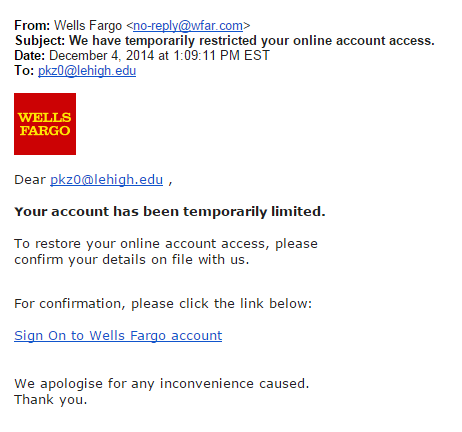 From: Wells Fargo <no-reply@wfar.com>
Subject: We have temporarily restricted your online account access.
Date: December 4, 2014 at 1:09:11 PM EST
To: pkz0@lehigh.edu
WELLS
FARGO
Dear pkz0@lehigh.edu ,
Your account has been temporarily limited.
To restore your online account access, please
confirm your details on file with us.
For confirmation, please click the link below:
Sign On to Wells Fargo account
We apologise for any inconvenience caused.
Thank you.